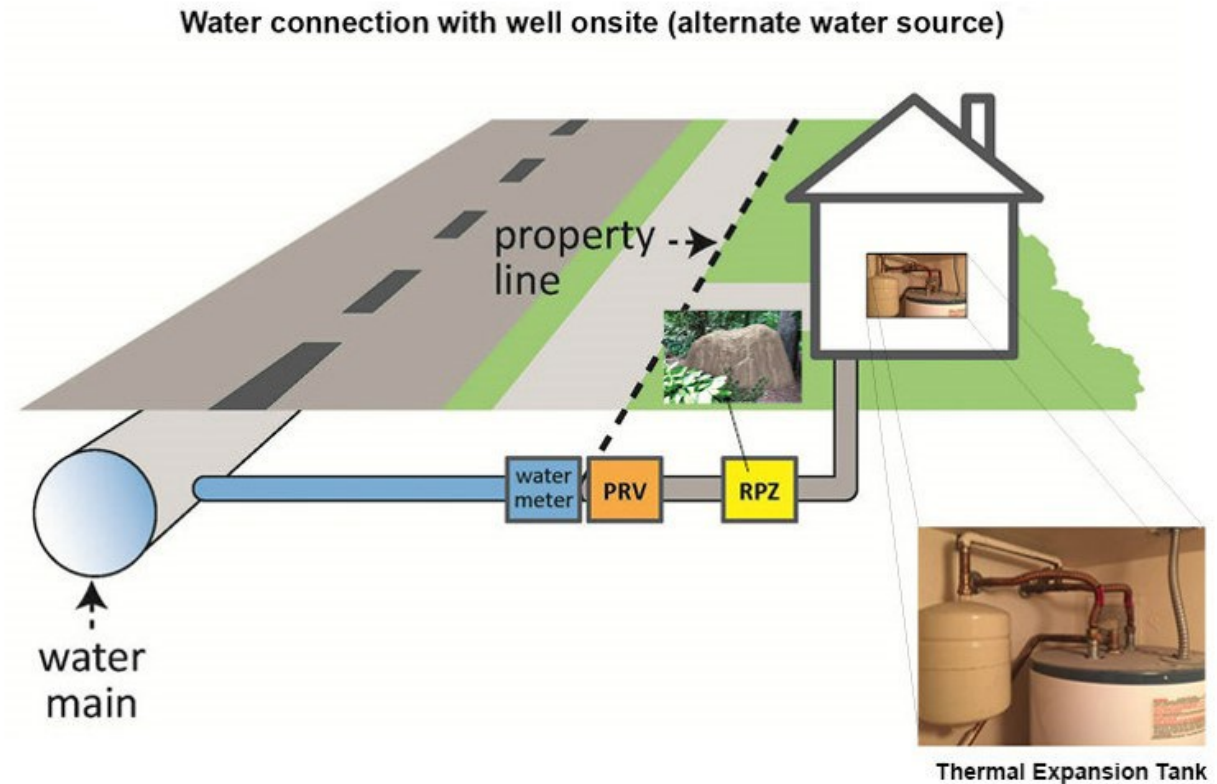 Water connection with well onsite (alternate water source)
property
line
water
meter
PRV
RPZ
water
main
Thermal Expansion Tank